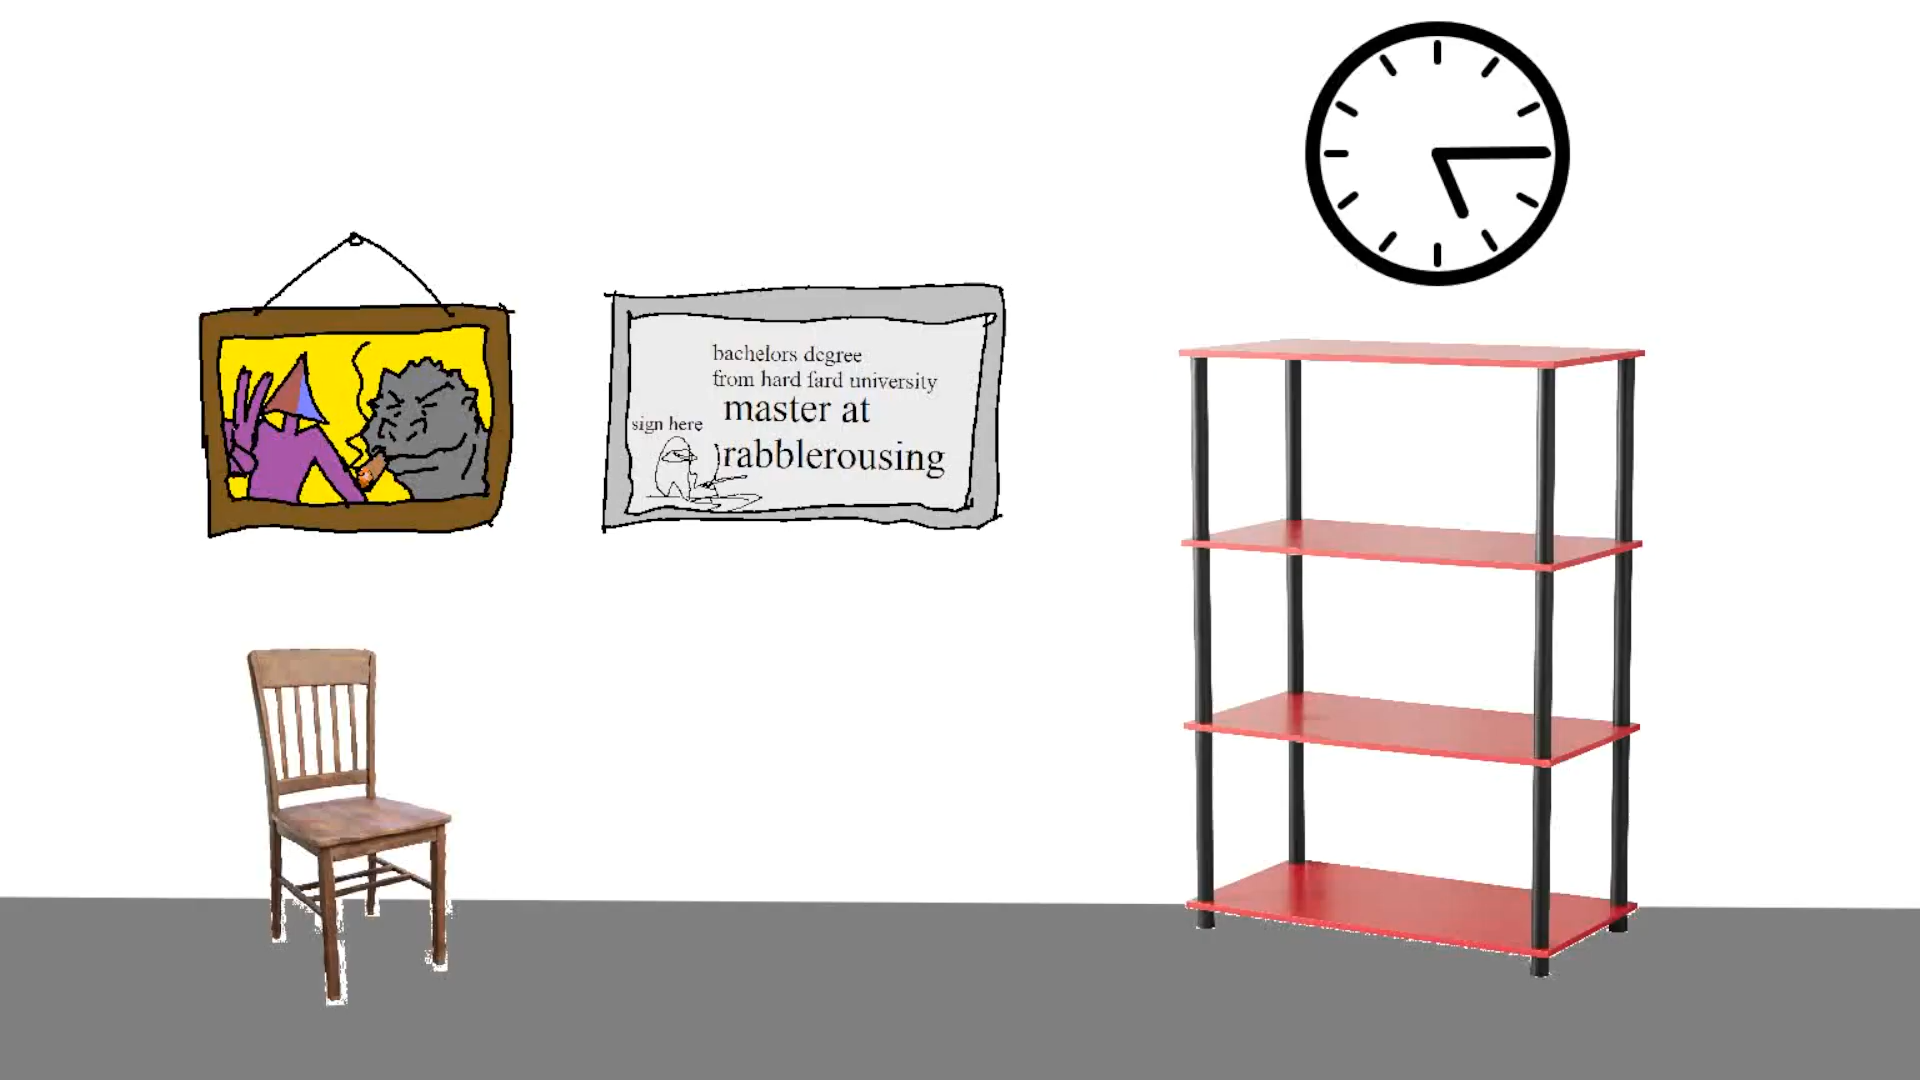 bachelors degree
from hard fard university
master at
sign here
rabblerousing